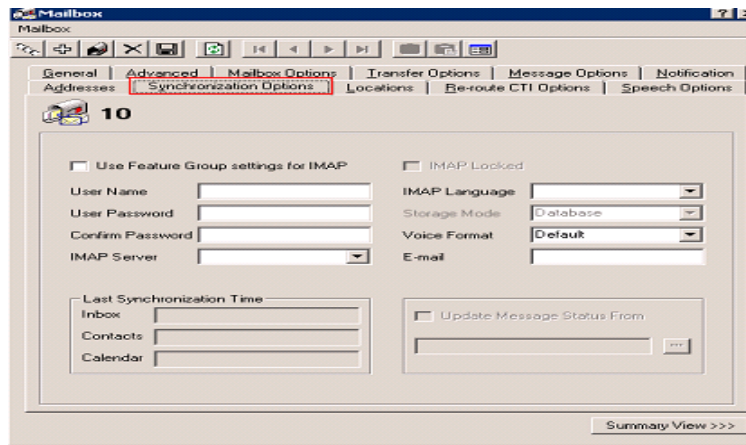 Mailbox
Mailbox
General Advanced Mailbox Options Transfer Options Message Options Notification
Addresses Synchronization Options Locations Re-route CTI Options Speech Options
10
Use Feature Group settings for IMAP
IMAP Locked
User Name
IMAP Language
User Password
Storage Mode Database
Confirm Password
Voice Format Default
IMAP Server
E-mail
Last Synchronization Time
Inbox
Update Message Status From
Contacts
...
Calendar
Summary View >>>